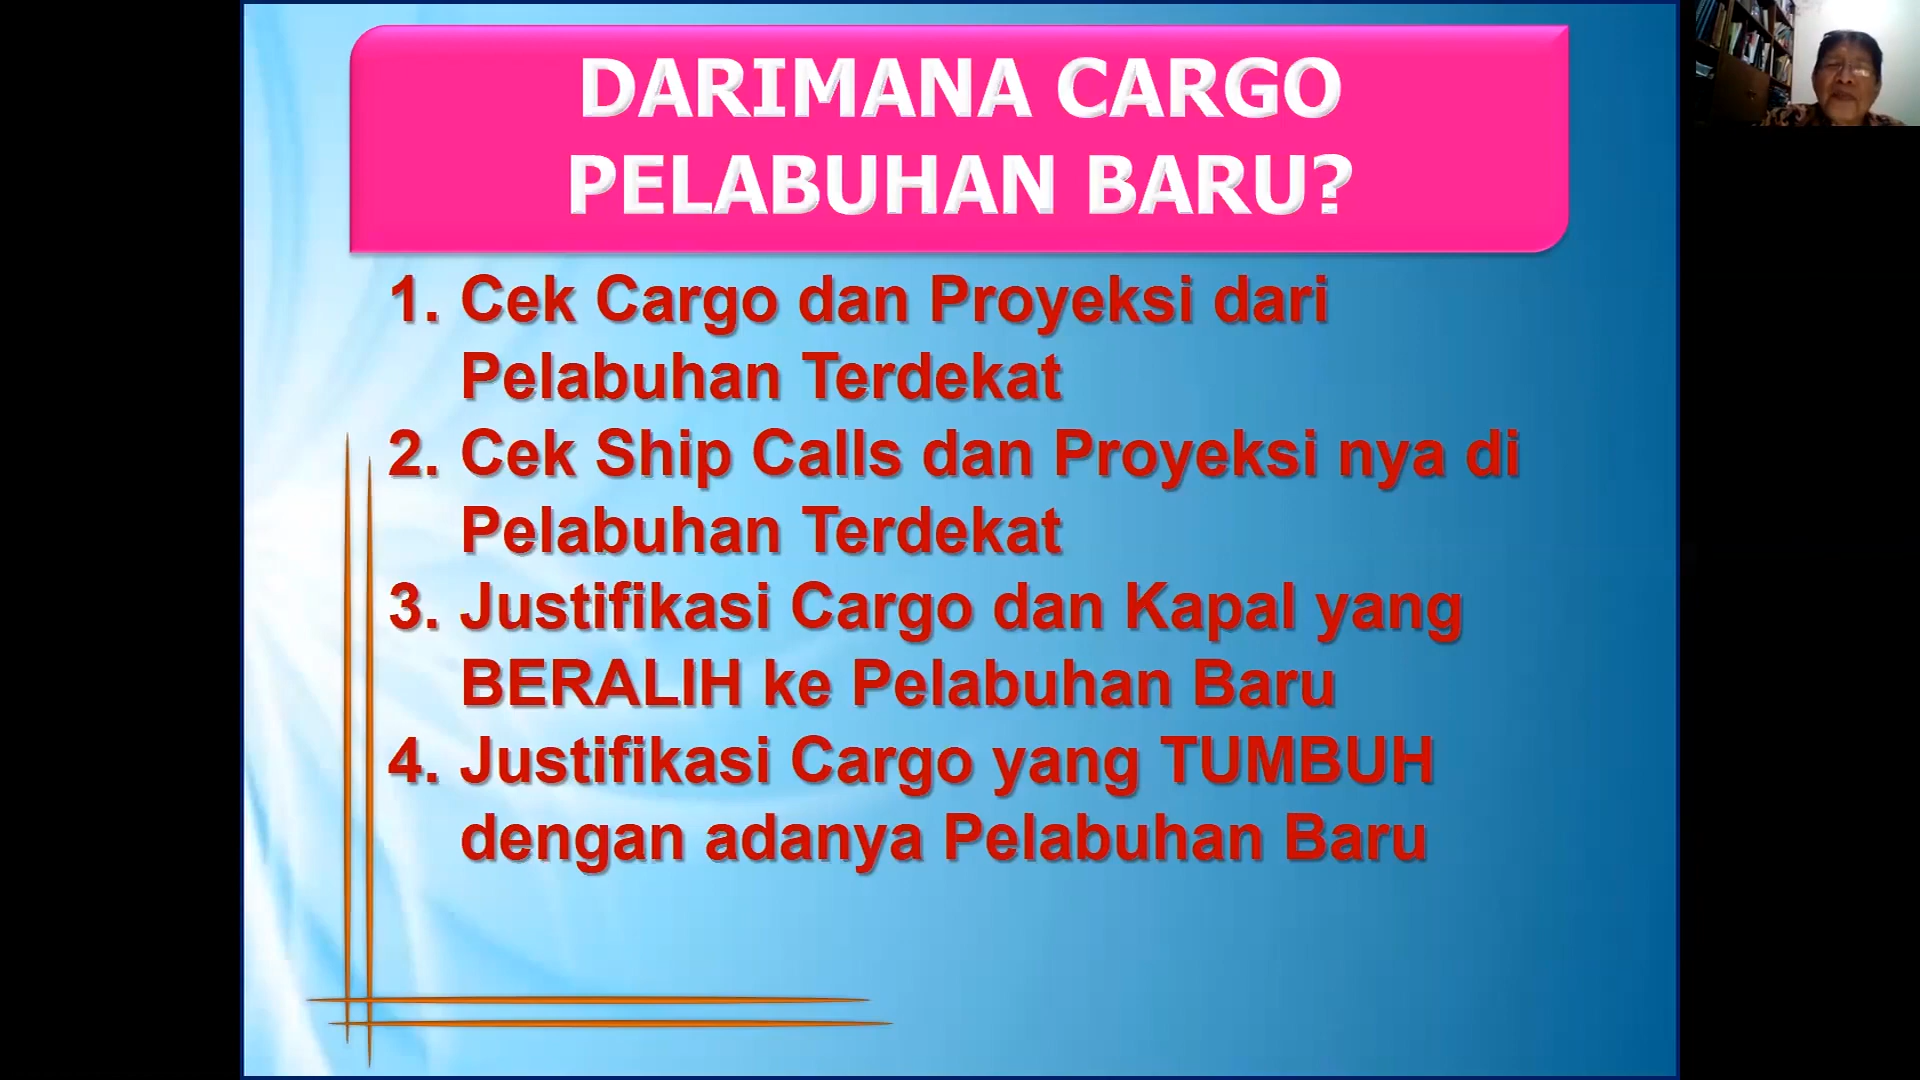 DARIMANA CARGO
PELABUHAN BARU?
1. Cek Cargo dan Proyeksi dari
Pelabuhan Terdekat
2. Cek Ship Calls dan Proyeksi nya di
Pelabuhan Terdekat
3. Justifikasi Cargo dan Kapal yang
BERALIH ke Pelabuhan Baru
4. Justifikasi Cargo yang TUMBUH
dengan adanya Pelabuhan Baru